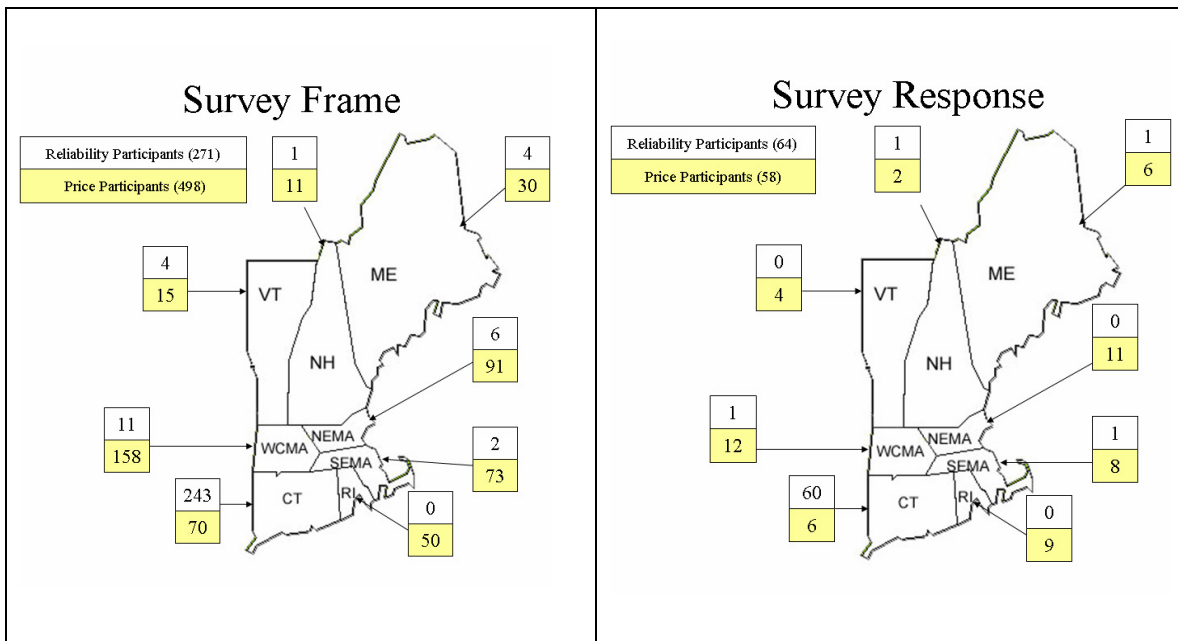 Survey Frame
Reliability Participants (271)
Price Participants (498)
1
11
4
30
4
15
VT
ME
NH
6
91
11
158
WCMA
NEMA
SEMA
2
73
243
70
CT
RI
0
50
Survey Response
Reliability Participants (64)
Price Participants (58)
1
2
1
6
0
4
VT
ME
NH
0
11
1
12
WCMA
NEMA
SEMA
1
8
60
6
CT
RI
0
9